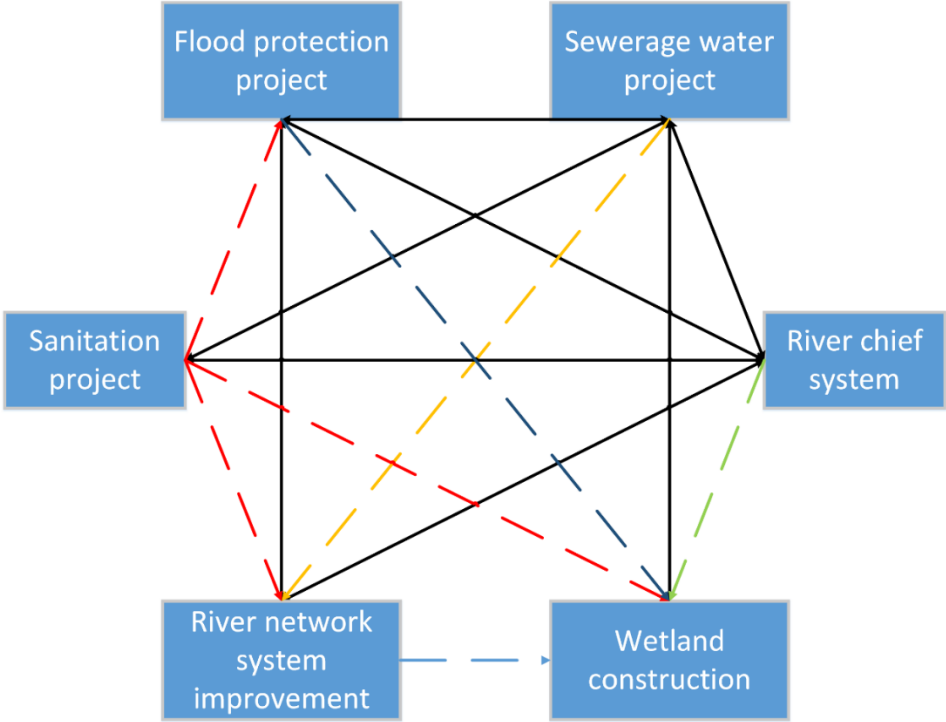 Flood protection
project
Sewerage water
project
Sanitation
project
River chief
system
River network
system
improvement
Wetland
construction